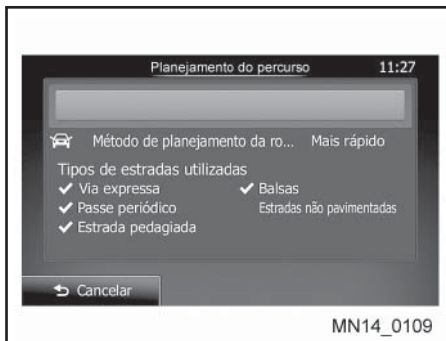 Planejamento do percurso 11:27
Método de planejamento da ro... Mais rápido
Tipos de estradas utilizadas
✔ Via expressa ✔ Balsas
✔ Passe periódico Estradas não pavimentadas
✔ Estrada pedagiada
Cancelar
MN14_0109